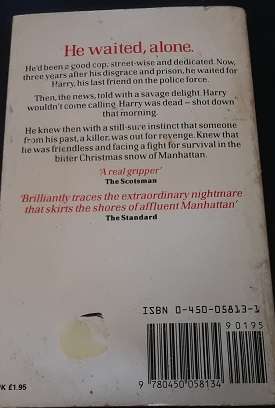 He waited, alone.
He'd been a good cop, street-wise and dedicated. Now,
three years after his disgrace and prison, he waited for
Harry, his last friend on the police force.
Then, the news, told with a savage delight. Harry
wouldn't come calling. Harry was dead – shot down
that morning.
He knew then with a still-sure instinct that someone
from his past, a killer, was out for revenge. Knew that
he was friendless and facing a fight for survival in the
bitter Christmas snow of Manhattan.
'A real gripper'
The Scotsman
'Brilliantly traces the extraordinary nightmare
that skirts the shores of affluent Manhattan'
The Standard
ISBN 0-450-05813-1
90195
9 780450 058134
UK £1.95